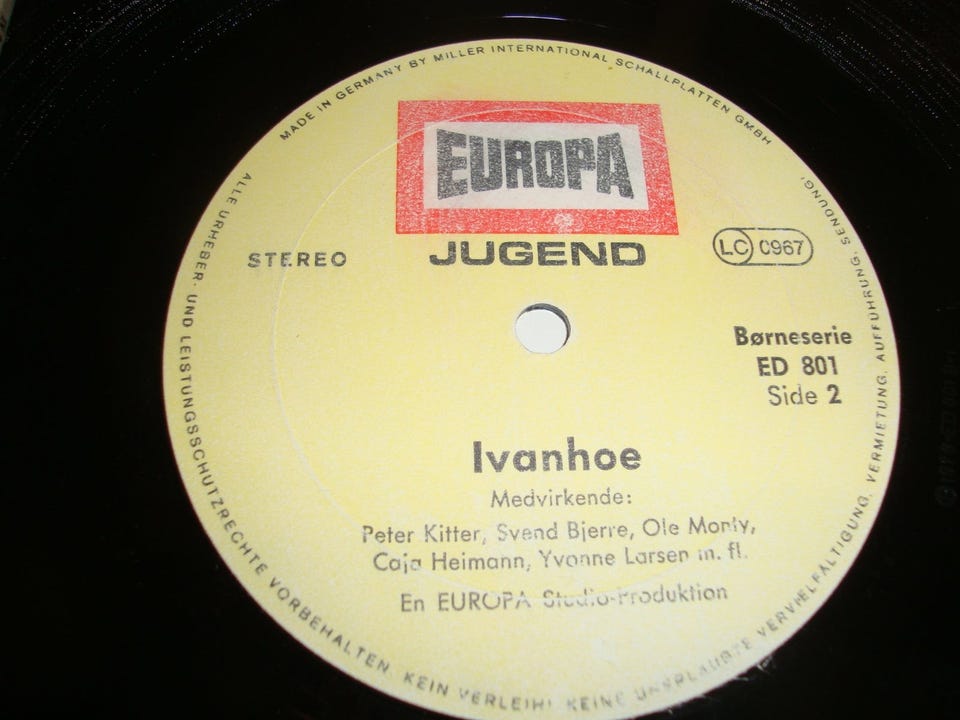 MADE IN GERMANY BY MILLER INTERNATIONAL SCHALLPLATTEN GMBH
EUROPA
JUGEND
STEREO
LC 0967
Børneserie
ED 801
Side 2
Ivanhoe
Medvirkende:
Peter Kitter, Svend Bjerre, Ole Monty,
Caja Heimann, Yvonne Larsen m. fl.
En EUROPA Studio-Produktion
ALLE URHEBER- UND LEISTUNGSSCHUTZRECHTE VORBEHALTEN. KEIN VERLEIH! KEINE UNERLAUBTE VERVIELFÄLTIGUNG, VERMIETUNG, AUFFÜHRUNG, SENDUNG!